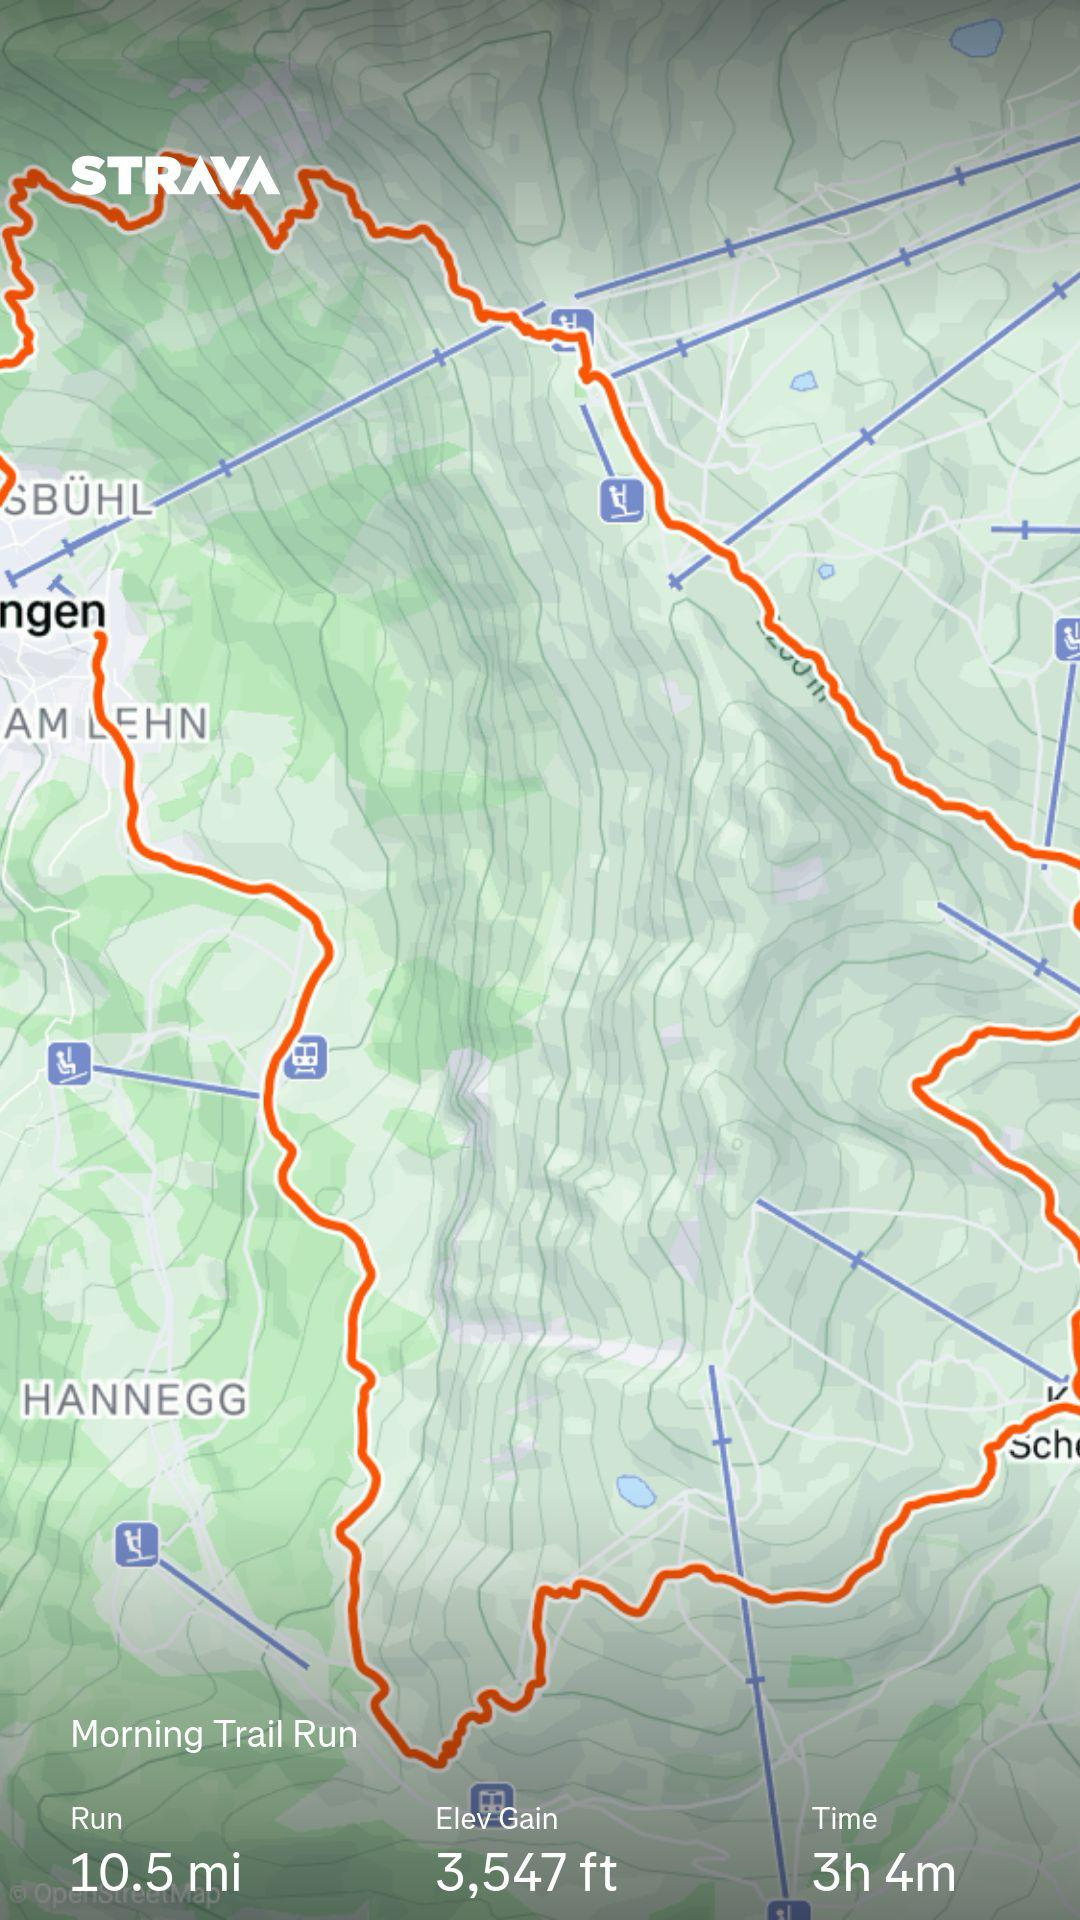 STRAVA
SBÜHL
ngen
AM LEHN
HANNEGG
K
Sche
Morning Trail Run
Run
Elev Gain
Time
10.5 mi
3,547 ft
3h 4m
© OpenStreetMap